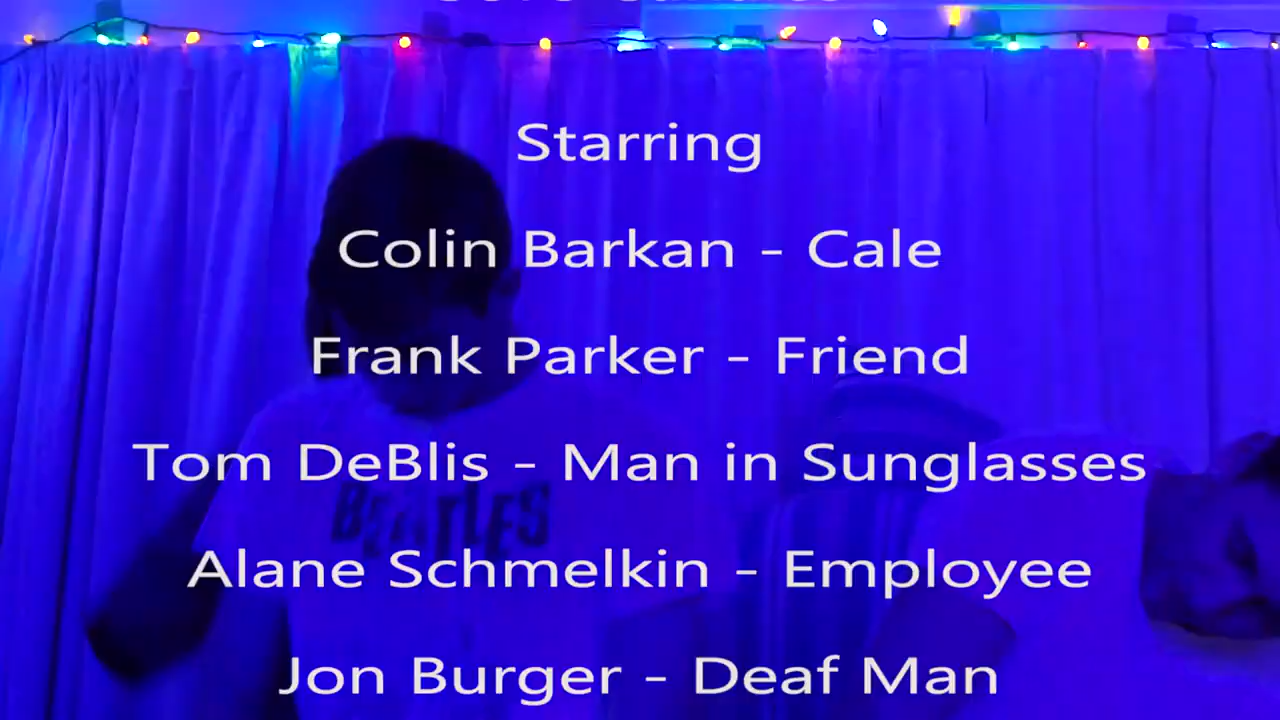 Starring
Colin Barkan - Cale
Frank Parker - Friend
Tom DeBlis - Man in Sunglasses
BEATLES
Alane Schmelkin - Employee
Jon Burger - Deaf Man